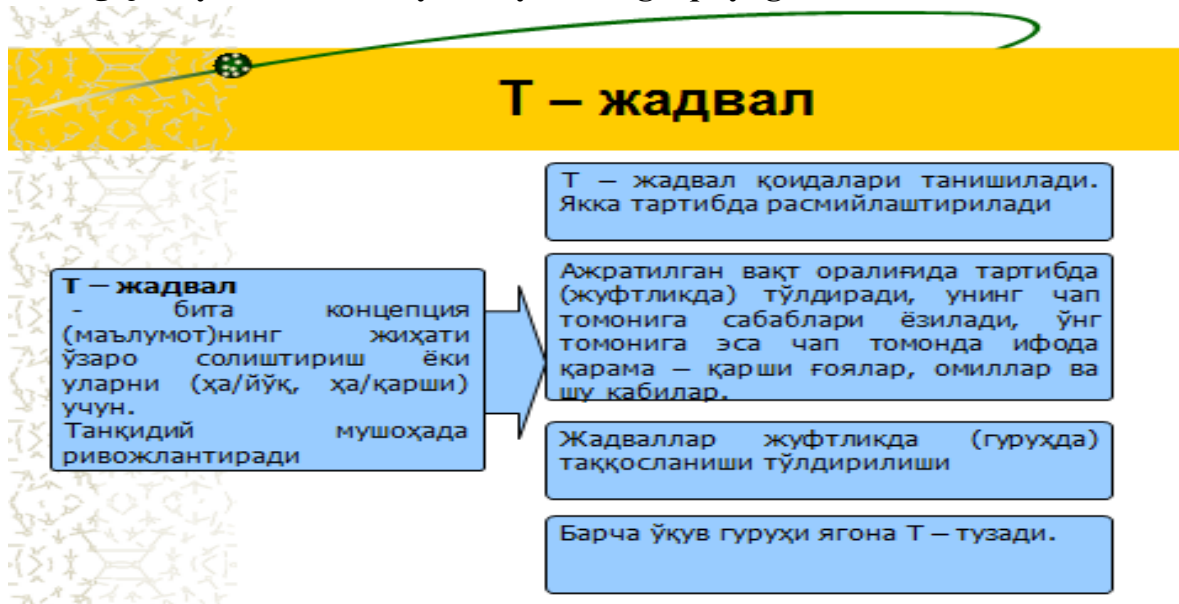 Т – жадвал
Т – жадвал қоидалари танишилади.
Якка тартибда расмийлаштирилади
Т – жадвал
- бита концепция
(маълумот)нинг жиҳати
ўзаро солиштириш ёки
уларни (ҳа/йўқ, ҳа/қарши)
учун.
Танқидий мушоҳада
ривожлантиради
Ажратилган вақт оралиғида тартибда
(жуфтликда) тўлдиради, унинг чап
томонига сабаблари ёзилади, ўнг
томонига эса чап томонда ифода
қарама – қарши ғоялар, омиллар ва
шу кабилар.
Жадваллар жуфтликда (гуруҳда)
таққосланиши тўлдирилиши
Барча ўқув гуруҳи ягона Т – тузади.